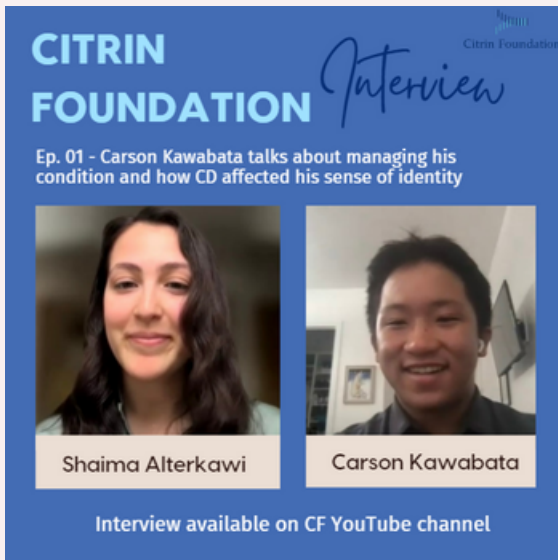 CITRIN
FOUNDATION
Interview
Citrin Foundation
Ep. 01 - Carson Kawabata talks about managing his
condition and how CD affected his sense of identity
Shaima Alterkawi
Carson Kawabata
Interview available on CF YouTube channel